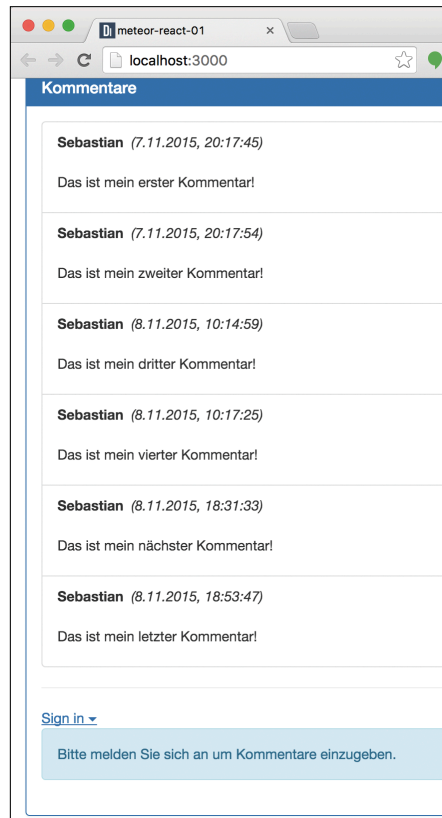 meteor-react-01
localhost:3000
Kommentare
Sebastian (7.11.2015, 20:17:45)
Das ist mein erster Kommentar!
Sebastian (7.11.2015, 20:17:54)
Das ist mein zweiter Kommentar!
Sebastian (8.11.2015, 10:14:59)
Das ist mein dritter Kommentar!
Sebastian (8.11.2015, 10:17:25)
Das ist mein vierter Kommentar!
Sebastian (8.11.2015, 18:31:33)
Das ist mein nächster Kommentar!
Sebastian (8.11.2015, 18:53:47)
Das ist mein letzter Kommentar!
Sign in
Bitte melden Sie sich an um Kommentare einzugeben.